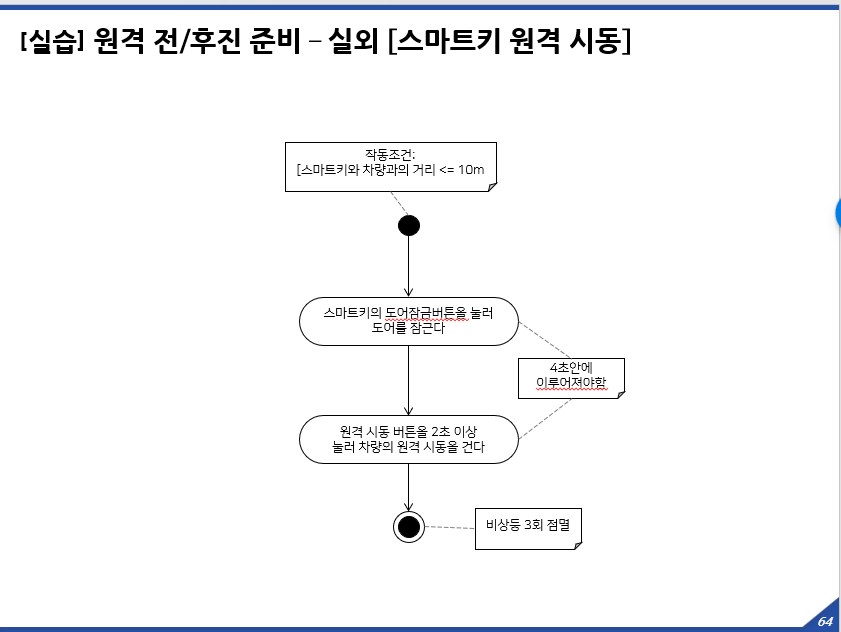 [실습] 원격 전/후진 준비 – 실외 [스마트키 원격 시동]
작동조건:
[스마트키와 차량과의 거리 <= 10m
스마트키의 도어잠금버튼을 눌러
도어를 잠근다
4초안에
이루어져야함
원격 시동 버튼을 2초 이상
눌러 차량의 원격 시동을 건다
비상등 3회 점멸
64